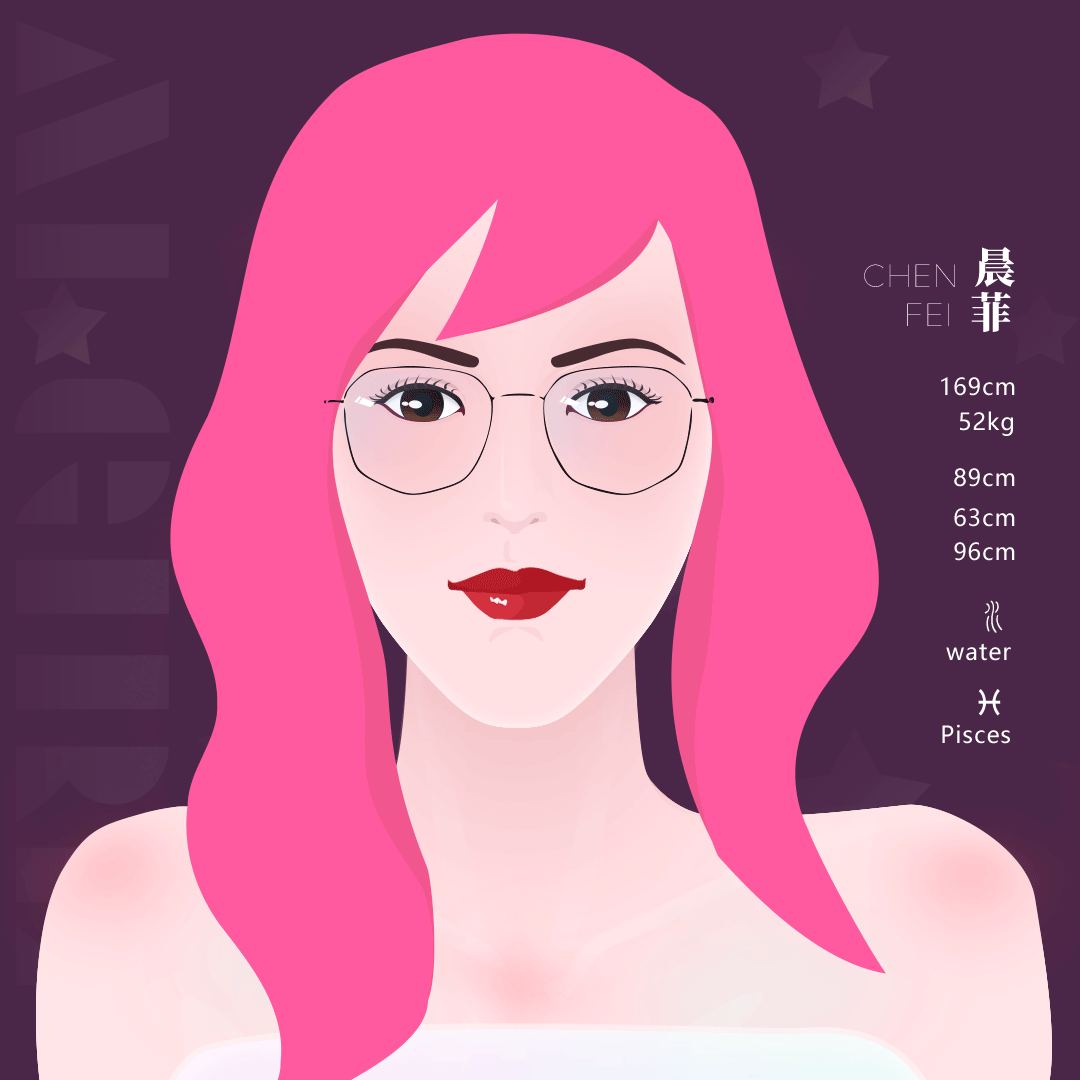 CHEN
FEI
晨
菲
169cm
52kg
89cm
63cm
96cm
water
Pisces